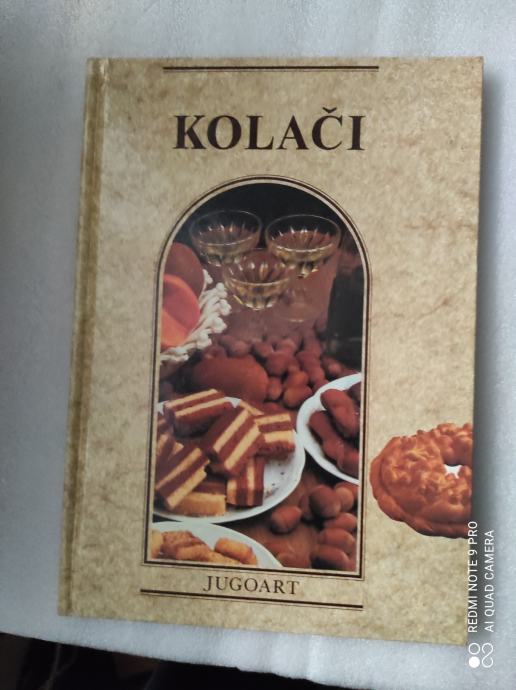 KOLAČI
JUGOART
REDMI NOTE 9 PRO
AI QUAD CAMERA